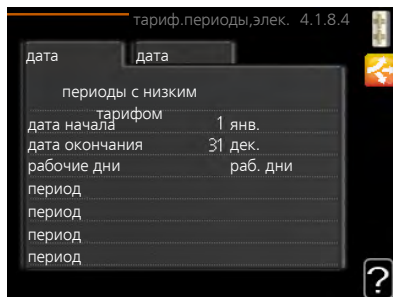 тариф.периоды,элек. 4.1.8.4
дата дата
периоды с низким
тарифом
дата начала 1 янв.
дата окончания 31 дек.
рабочие дни раб. дни
период
период
период
период
?